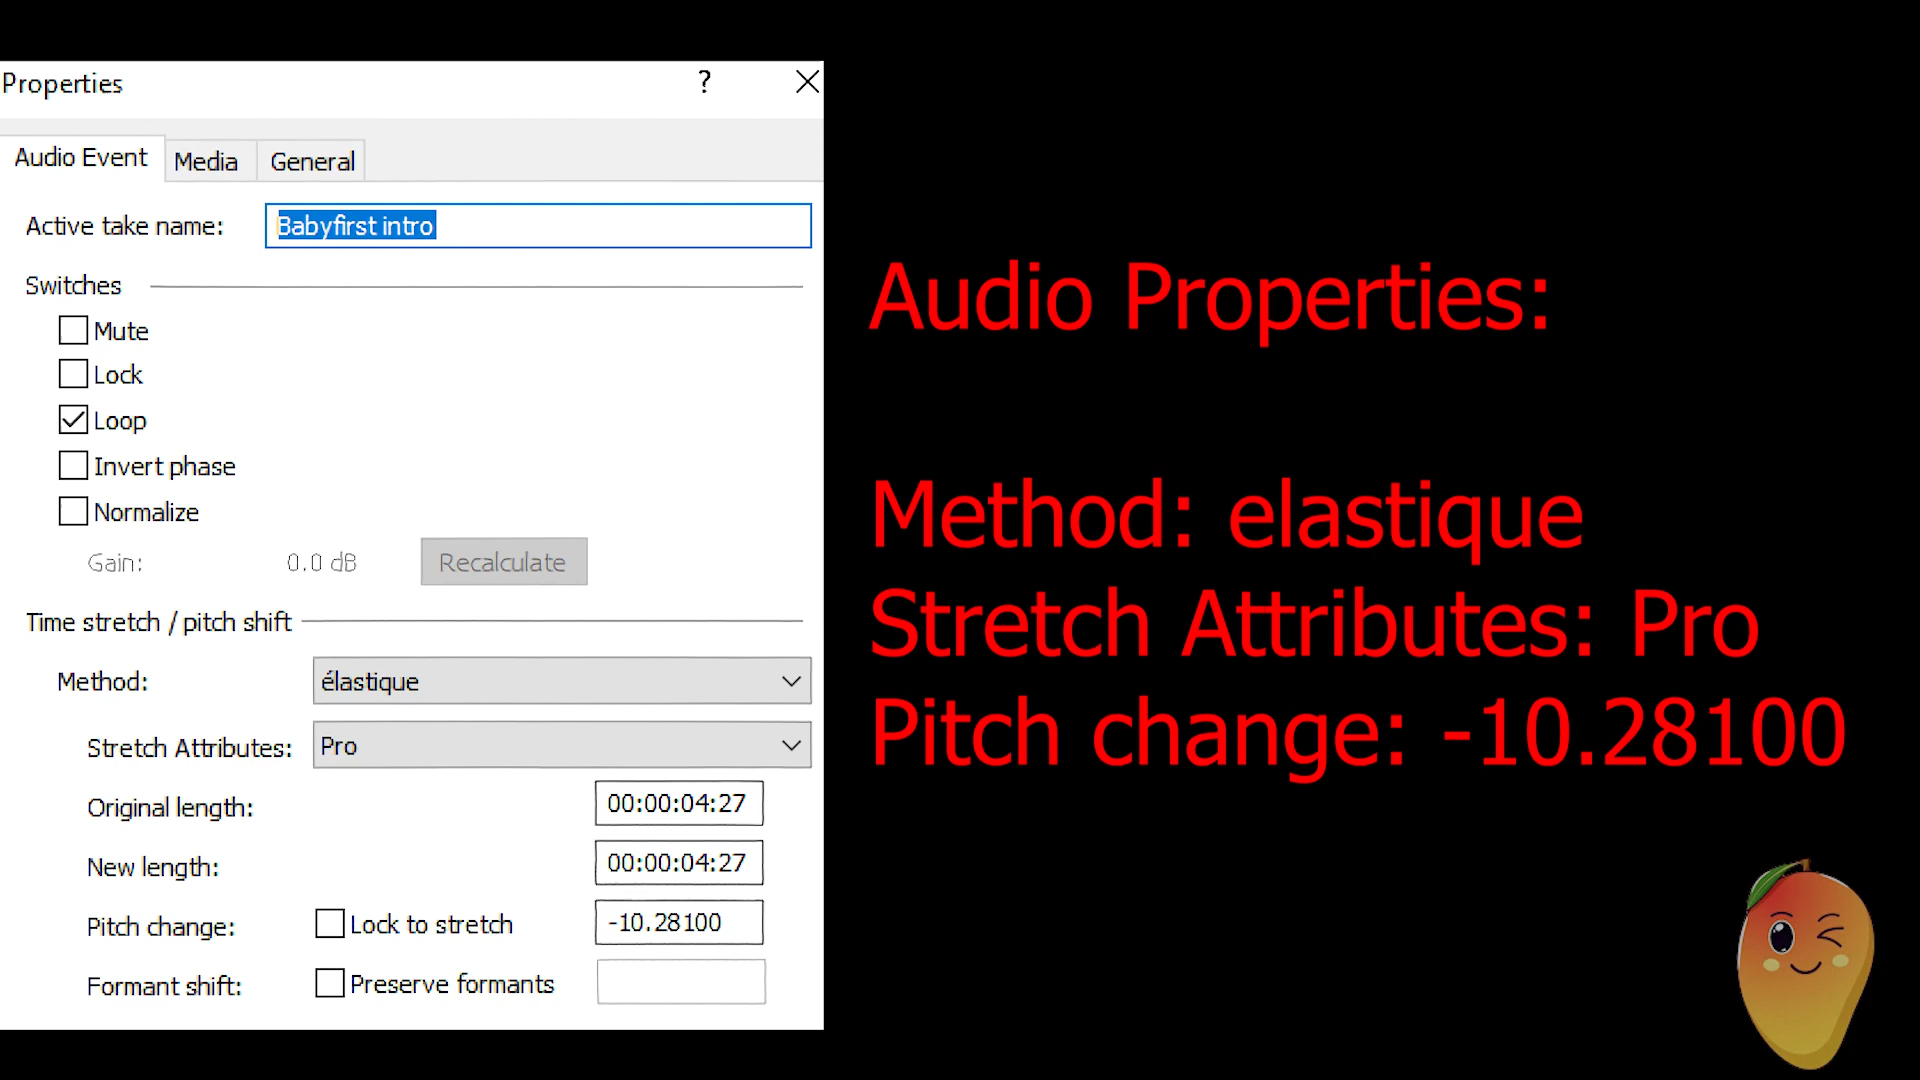 Properties
?
Audio Event
Media
General
Active take name:
Babyfirst intro
Switches
Mute
Lock
Loop
Invert phase
Normalize
Gain:
0.0 dB
Recalculate
Time stretch / pitch shift
Method:
élastique
Stretch Attributes:
Pro
Original length:
00:00:04:27
New length:
00:00:04:27
Pitch change:
Lock to stretch
-10.28100
Formant shift:
Preserve formants
Audio Properties:
Method: elastique
Stretch Attributes: Pro
Pitch change: -10.28100